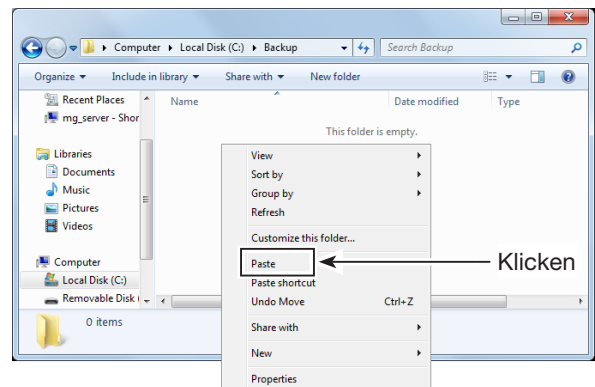 Computer ▸ Local Disk (C:) ▸ Backup
Search Backup
Organize Include in library Share with New folder
Recent Places
mg_server - Shor
Libraries
Documents
Music
Pictures
Videos
Computer
Local Disk (C:)
Removable Disk
Name Date modified Type
This folder is empty.
View
Sort by
Group by
Refresh
Customize this folder...
Paste
Klicken
Paste shortcut
Undo Move Ctrl+Z
Share with
New
Properties
0 items